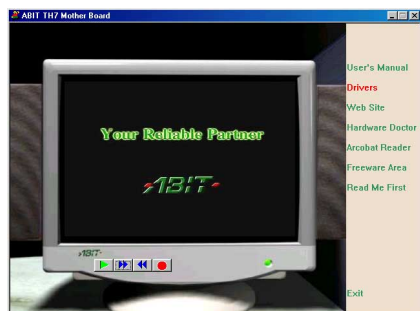 ABIT TH7 Mother Board
Your Reliable Partner
ABIT
ABIT
User's Manual
Drivers
Web Site
Hardware Doctor
Arcobat Reader
Freeware Area
Read Me First
Exit